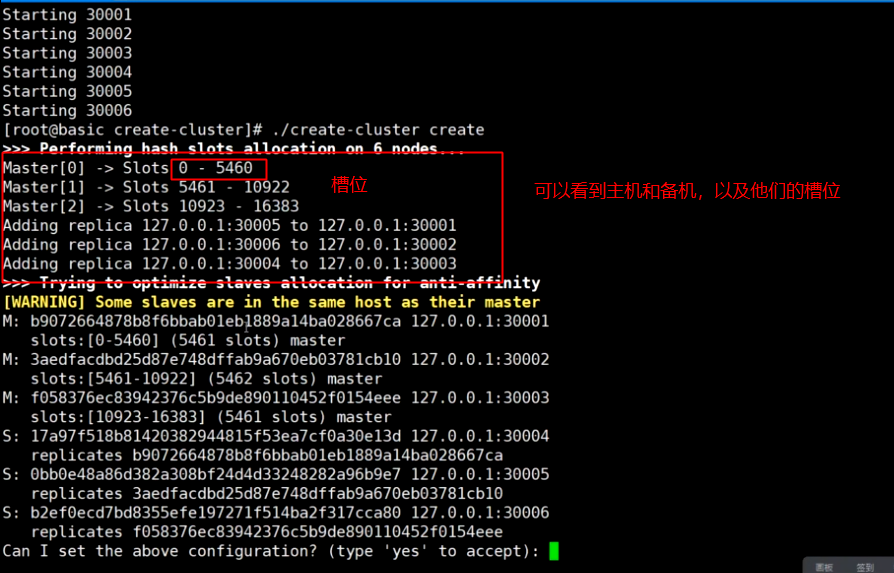 Starting 30001
Starting 30002
Starting 30003
Starting 30004
Starting 30005
Starting 30006
[root@basic create-cluster]# ./create-cluster create
>>> Performing hash slots allocation on 6 nodes...
Master[0] -> Slots 0 - 5460
Master[1] -> Slots 5461 - 10922
槽位
Master[2] -> Slots 10923 - 16383
可以看到主机和备机，以及他们的槽位
Adding replica 127.0.0.1:30005 to 127.0.0.1:30001
Adding replica 127.0.0.1:30006 to 127.0.0.1:30002
Adding replica 127.0.0.1:30004 to 127.0.0.1:30003
>>> Trying to optimize slaves allocation for anti-affinity
[WARNING] Some slaves are in the same host as their master
M: b9072664878b8f6bbab01eb1889a14ba028667ca 127.0.0.1:30001
slots:[0-5460] (5461 slots) master
M: 3aedfacdbd25d87e748dffab9a670eb03781cb10 127.0.0.1:30002
slots:[5461-10922] (5462 slots) master
M: f058376ec83942376c5b9de890110452f0154eee 127.0.0.1:30003
slots:[10923-16383] (5461 slots) master
S: 17a97f518b81420382944815f53ea7cf0a30e13d 127.0.0.1:30004
replicates b9072664878b8f6bbab01eb1889a14ba028667ca
S: 0bb0e48a86d382a308bf24d4d33248282a96b9e7 127.0.0.1:30005
replicates 3aedfacdbd25d87e748dffab9a670eb03781cb10
S: b2ef0ecd7bd8355efe197271f514ba2f317cca80 127.0.0.1:30006
replicates f058376ec83942376c5b9de890110452f0154eee
Can I set the above configuration? (type 'yes' to accept):
画板 签到